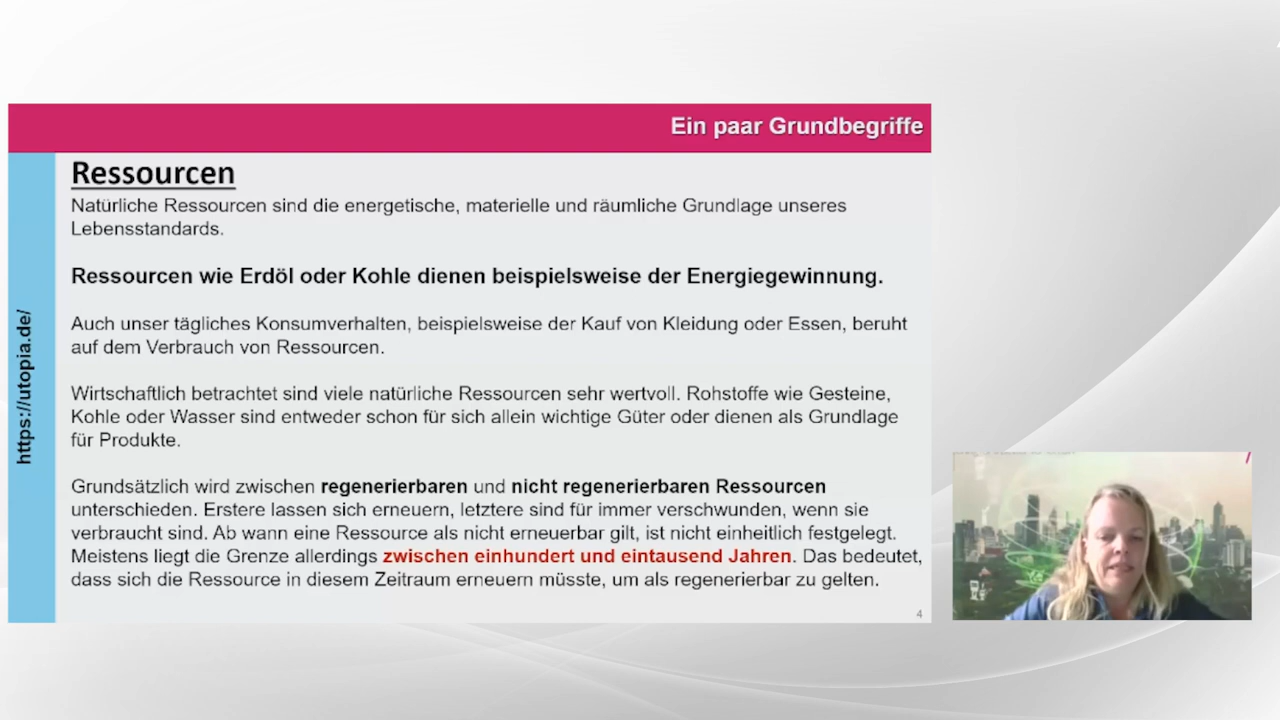 Ein paar Grundbegriffe
Ressourcen
Natürliche Ressourcen sind die energetische, materielle und räumliche Grundlage unseres
Lebensstandards.
Ressourcen wie Erdöl oder Kohle dienen beispielsweise der Energiegewinnung.
Auch unser tägliches Konsumverhalten, beispielsweise der Kauf von Kleidung oder Essen, beruht
auf dem Verbrauch von Ressourcen.
Wirtschaftlich betrachtet sind viele natürliche Ressourcen sehr wertvoll. Rohstoffe wie Gesteine,
Kohle oder Wasser sind entweder schon für sich allein wichtige Güter oder dienen als Grundlage
für Produkte.
Grundsätzlich wird zwischen regenerierbaren und nicht regenerierbaren Ressourcen
unterschieden. Erstere lassen sich erneuern, letztere sind für immer verschwunden, wenn sie
verbraucht sind. Ab wann eine Ressource als nicht erneuerbar gilt, ist nicht einheitlich festgelegt.
Meistens liegt die Grenze allerdings zwischen einhundert und eintausend Jahren. Das bedeutet,
dass sich die Ressource in diesem Zeitraum erneuern müsste, um als regenerierbar zu gelten.
https://utopia.de/
4